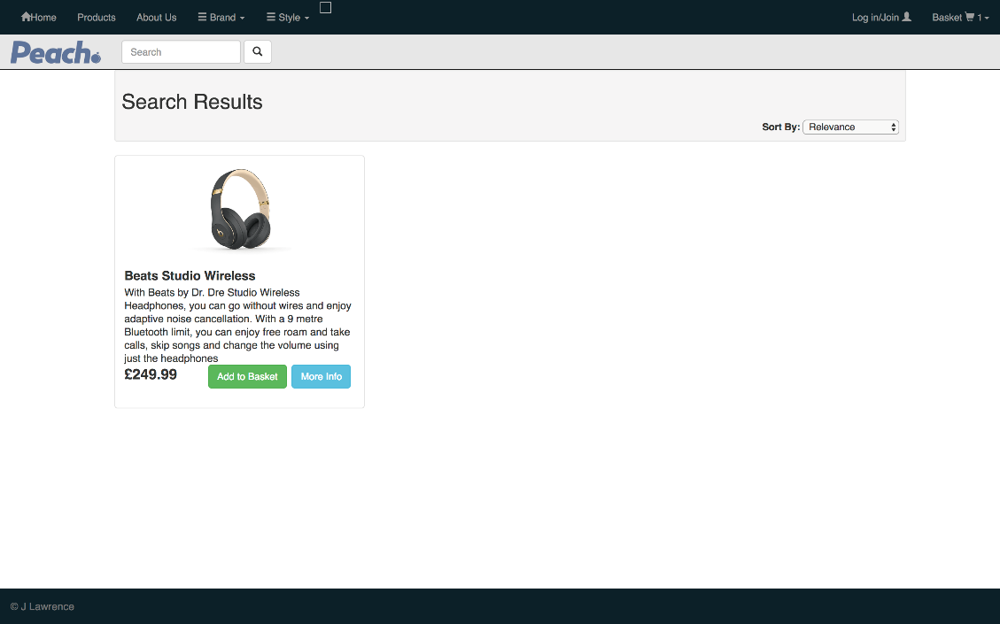 Home Products About Us Brand Style Log in/Join Basket 1
Peach Search
Search Results
Sort By: Relevance
Beats Studio Wireless
With Beats by Dr. Dre Studio Wireless
Headphones, you can go without wires and enjoy
adaptive noise cancellation. With a 9 metre
Bluetooth limit, you can enjoy free roam and take
calls, skip songs and change the volume using
just the headphones
£249.99 Add to Basket More Info
© J Lawrence